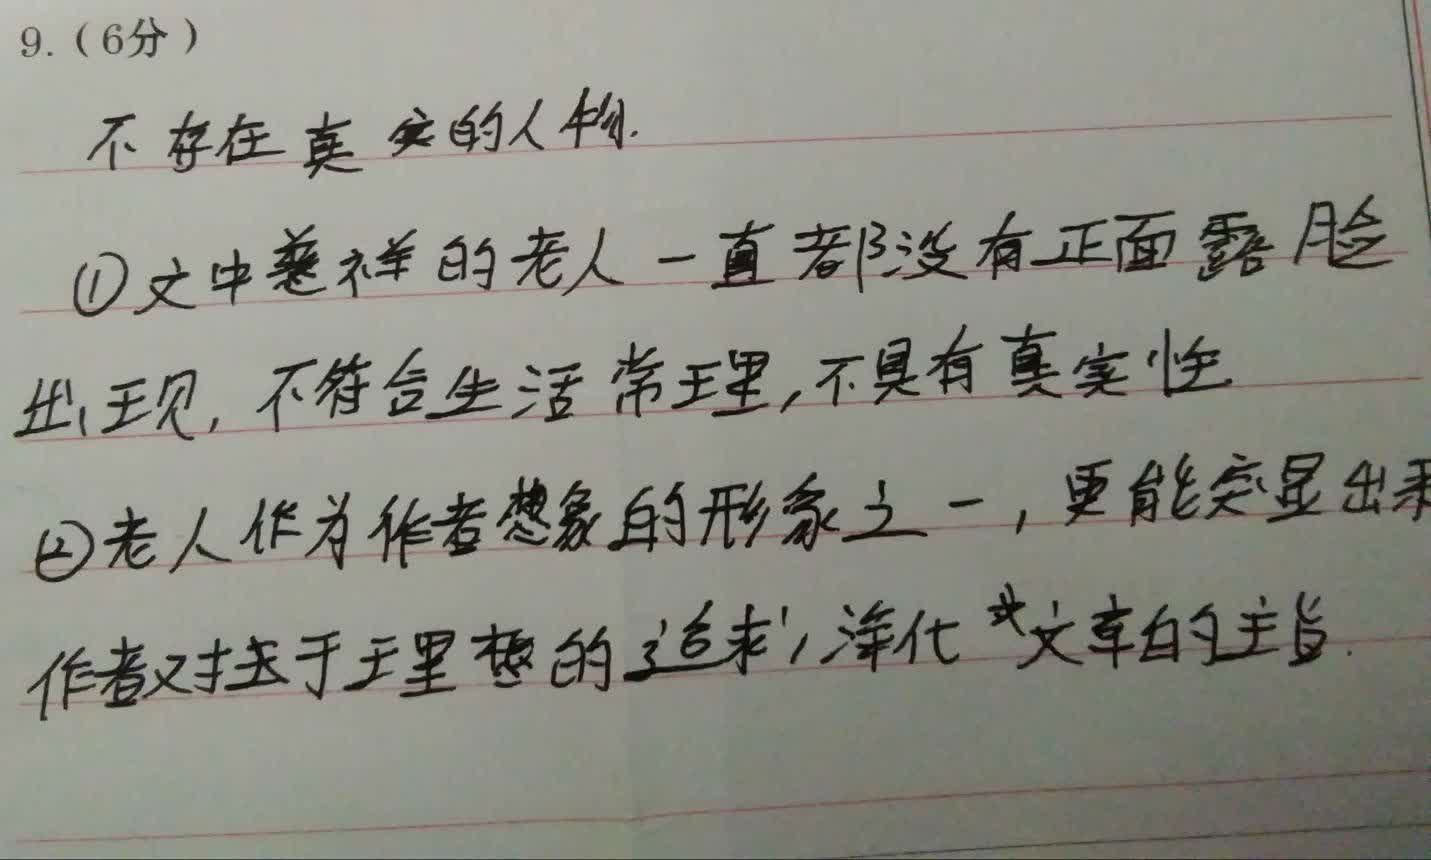 9.（6分）
不存在真实的人物.
①文中慈祥的老人一直都没有正面露脸
出现,不符合生活常理,不具有真实性
②老人作为作者想象的形象之一,更能突显出来
作者对于理想的追求,深化文章的主旨.